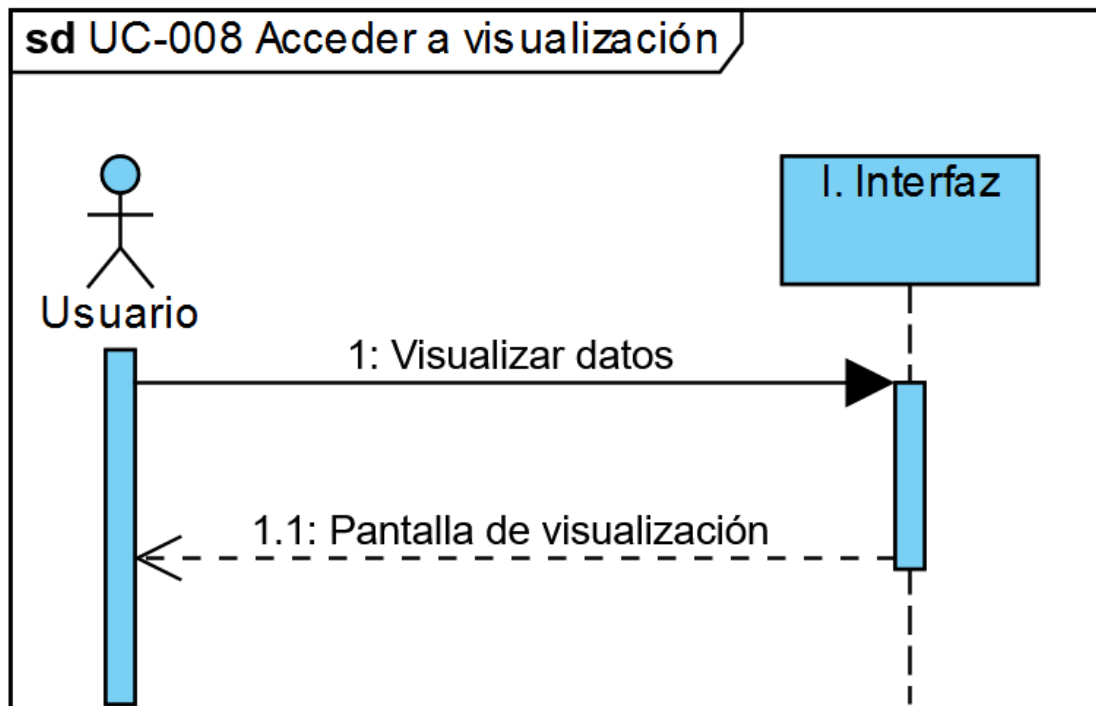 sd UC-008 Acceder a visualización
I. Interfaz
Usuario
1: Visualizar datos
1.1: Pantalla de visualización